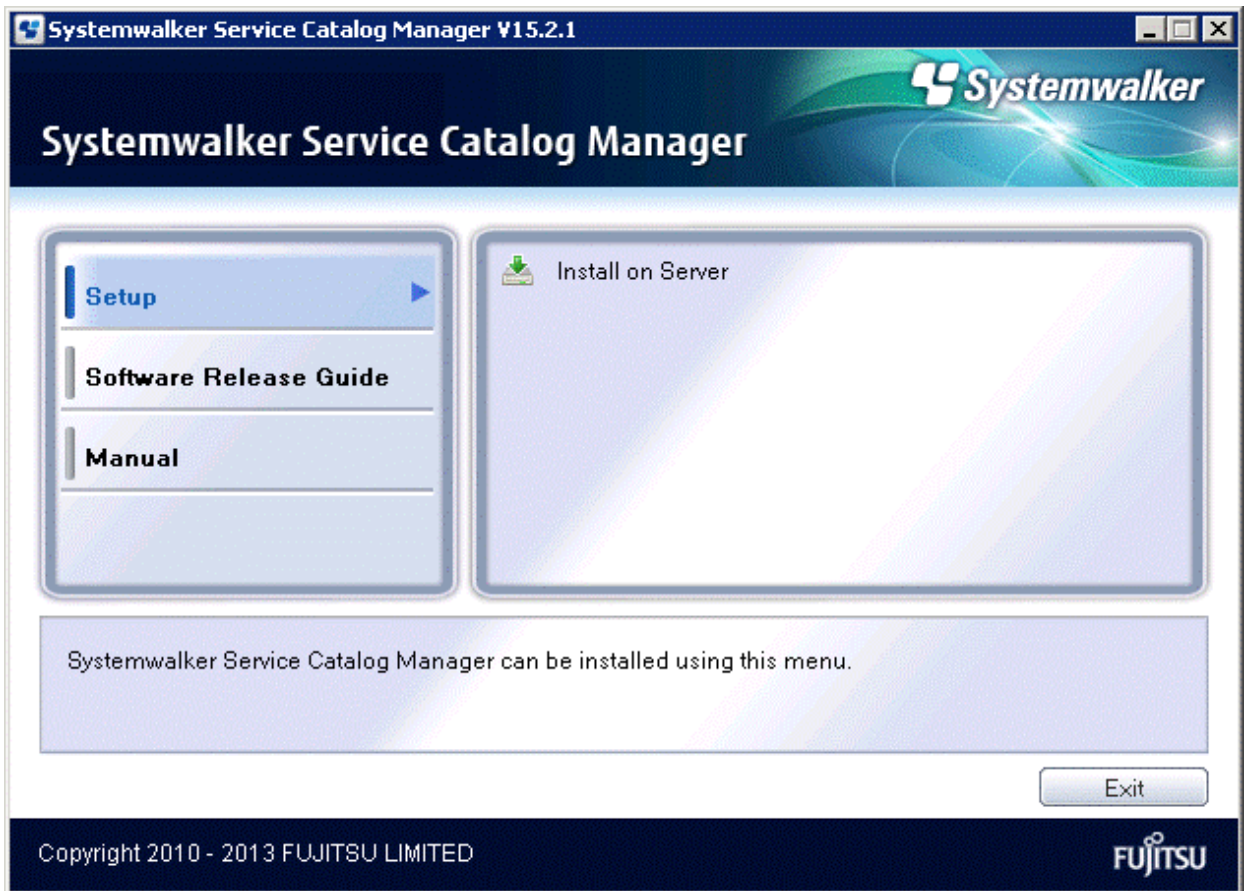 Systemwalker Service Catalog Manager V15.2.1
Systemwalker
Systemwalker Service Catalog Manager
Setup
Software Release Guide
Manual
Install on Server
Systemwalker Service Catalog Manager can be installed using this menu.
Exit
Copyright 2010 - 2013 FUJITSU LIMITED
FUJITSU